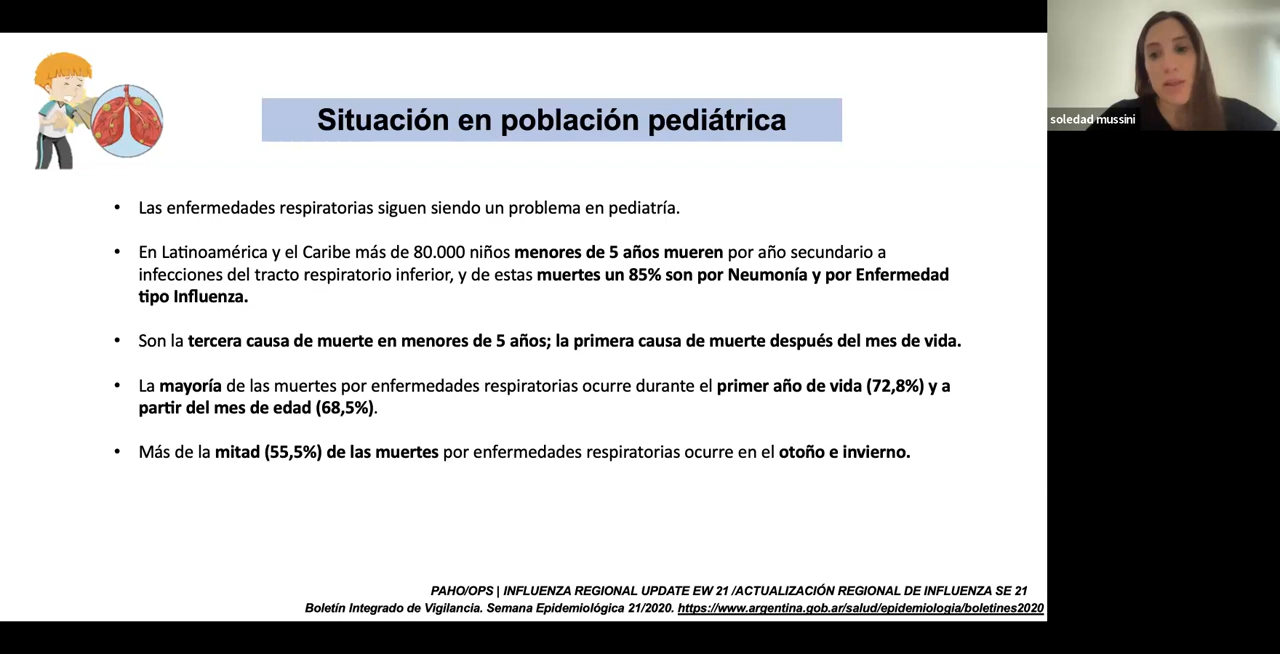 Situación en población pediátrica
soledad mussini
• Las enfermedades respiratorias siguen siendo un problema en pediatría.
• En Latinoamérica y el Caribe más de 80.000 niños menores de 5 años mueren por año secundario a
infecciones del tracto respiratorio inferior, y de estas muertes un 85% son por Neumonía y por Enfermedad
tipo Influenza.
• Son la tercera causa de muerte en menores de 5 años; la primera causa de muerte después del mes de vida.
• La mayoría de las muertes por enfermedades respiratorias ocurre durante el primer año de vida (72,8%) y a
partir del mes de edad (68,5%).
• Más de la mitad (55,5%) de las muertes por enfermedades respiratorias ocurre en el otoño e invierno.
PAHO/OPS | INFLUENZA REGIONAL UPDATE EW 21 /ACTUALIZACIÓN REGIONAL DE INFLUENZA SE 21
Boletín Integrado de Vigilancia. Semana Epidemiológica 21/2020. https://www.argentina.gob.ar/salud/epidemiologia/boletines2020